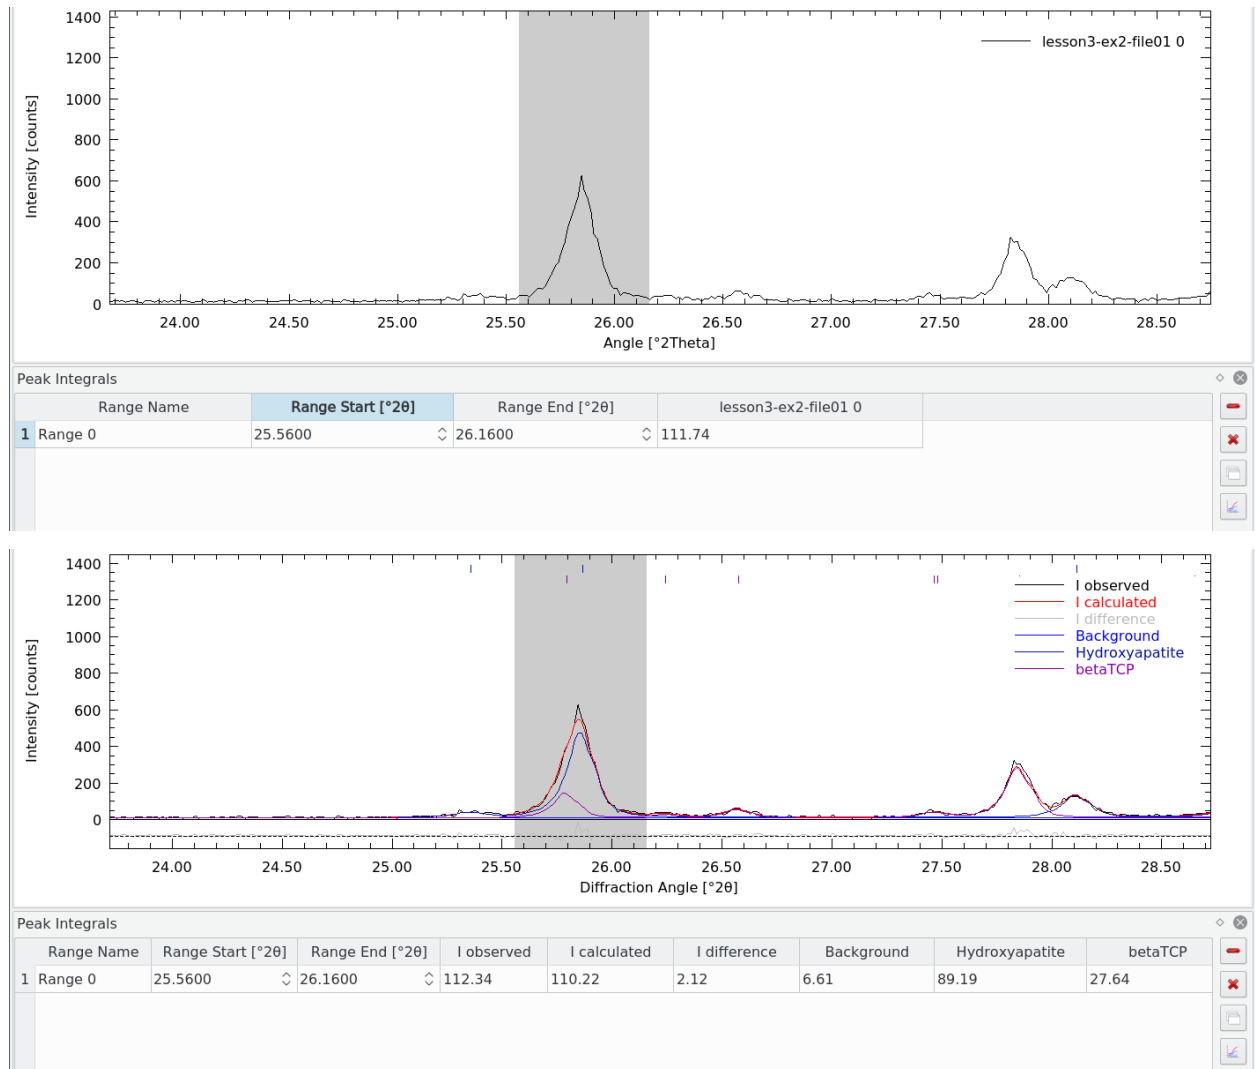 1400
1200
1000
800
600
400
200
0
Intensity [counts]
lesson3-ex2-file01 0
24.00 24.50 25.00 25.50 26.00 26.50 27.00 27.50 28.00 28.50
Angle [°2Theta]
Peak Integrals
Range Name Range Start [°2θ] Range End [°2θ] lesson3-ex2-file01 0
1 Range 0 25.5600 26.1600 111.74
1400
1200
1000
800
600
400
200
0
Intensity [counts]
I observed
I calculated
I difference
Background
Hydroxyapatite
betaTCP
24.00 24.50 25.00 25.50 26.00 26.50 27.00 27.50 28.00 28.50
Diffraction Angle [°2θ]
Peak Integrals
Range Name Range Start [°2θ] Range End [°2θ] I observed I calculated I difference Background Hydroxyapatite betaTCP
1 Range 0 25.5600 26.1600 112.34 110.22 2.12 6.61 89.19 27.64